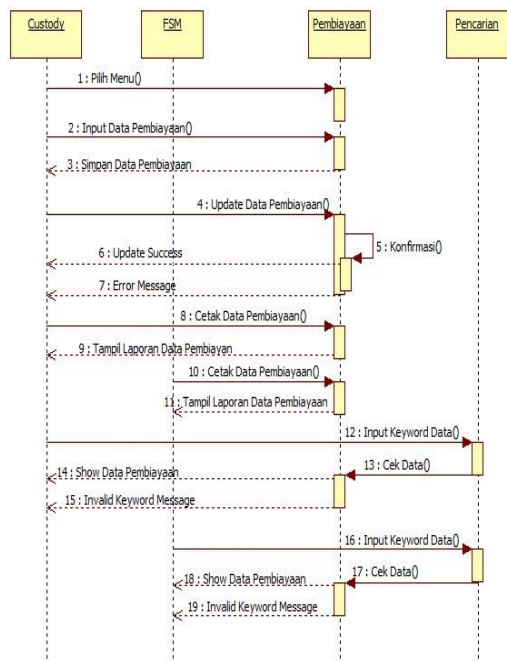 Custody
FSM
Pembiayaan
Pencarian
1 : Pilih Menu()
2 : Input Data Pembiayaan()
3 : Simpan Data Pembiayaan
4 : Update Data Pembiayaan()
5 : Konfirmasi()
6 : Update Success
7 : Error Message
8 : Cetak Data Pembiayaan()
9 : Tampil Laporan Data Pembiayan
10 : Cetak Data Pembiayaan()
11 : Tampil Laporan Data Pembiayaan
12 : Input Keyword Data()
13 : Cek Data()
14 : Show Data Pembiayaan
15 : Invalid Keyword Message
16 : Input Keyword Data()
17 : Cek Data()
18 : Show Data Pembiayaan
19 : Invalid Keyword Message